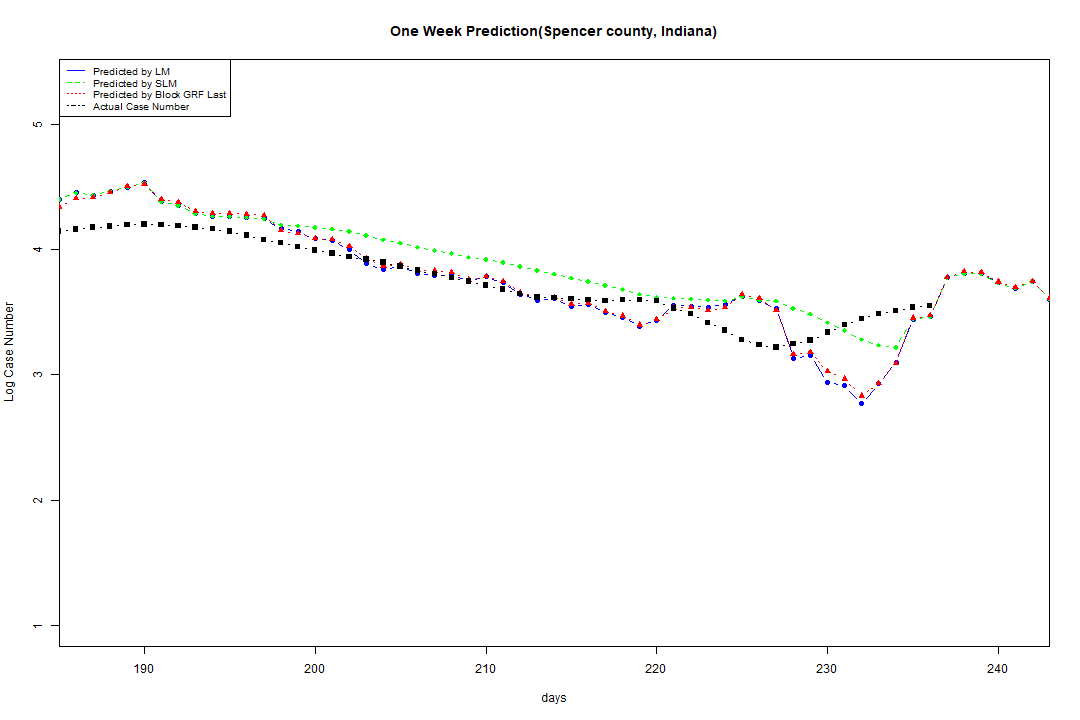 One Week Prediction(Spencer county, Indiana)
Predicted by LM
Predicted by SLM
Predicted by Block GRF Last
Actual Case Number
5
4
3
2
1
Log Case Number
190 200 210 220 230 240
days